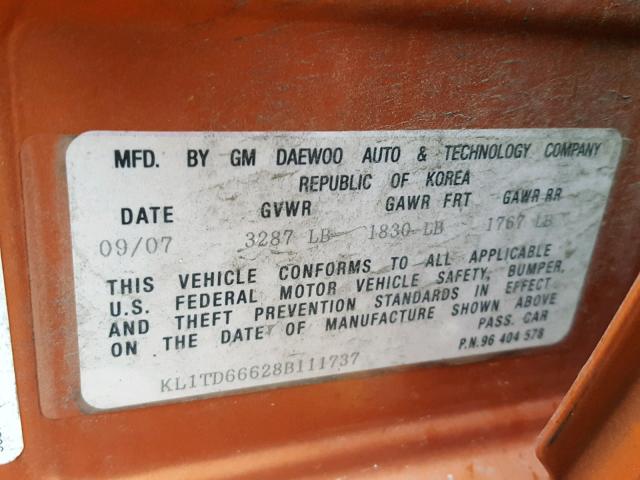 MFD. BY GM DAEWOO AUTO & TECHNOLOGY COMPANY
REPUBLIC OF KOREA
DATE GVWR GAWR FRT GAWR RR
09/07 3287 LB 1830 LB 1767 LB
THIS VEHICLE CONFORMS TO ALL APPLICABLE
U.S. FEDERAL MOTOR VEHICLE SAFETY, BUMPER,
AND THEFT PREVENTION STANDARDS IN EFFECT
ON THE DATE OF MANUFACTURE SHOWN ABOVE
PASS. CAR
P.N.96 404 578
KL1TD66628B111737